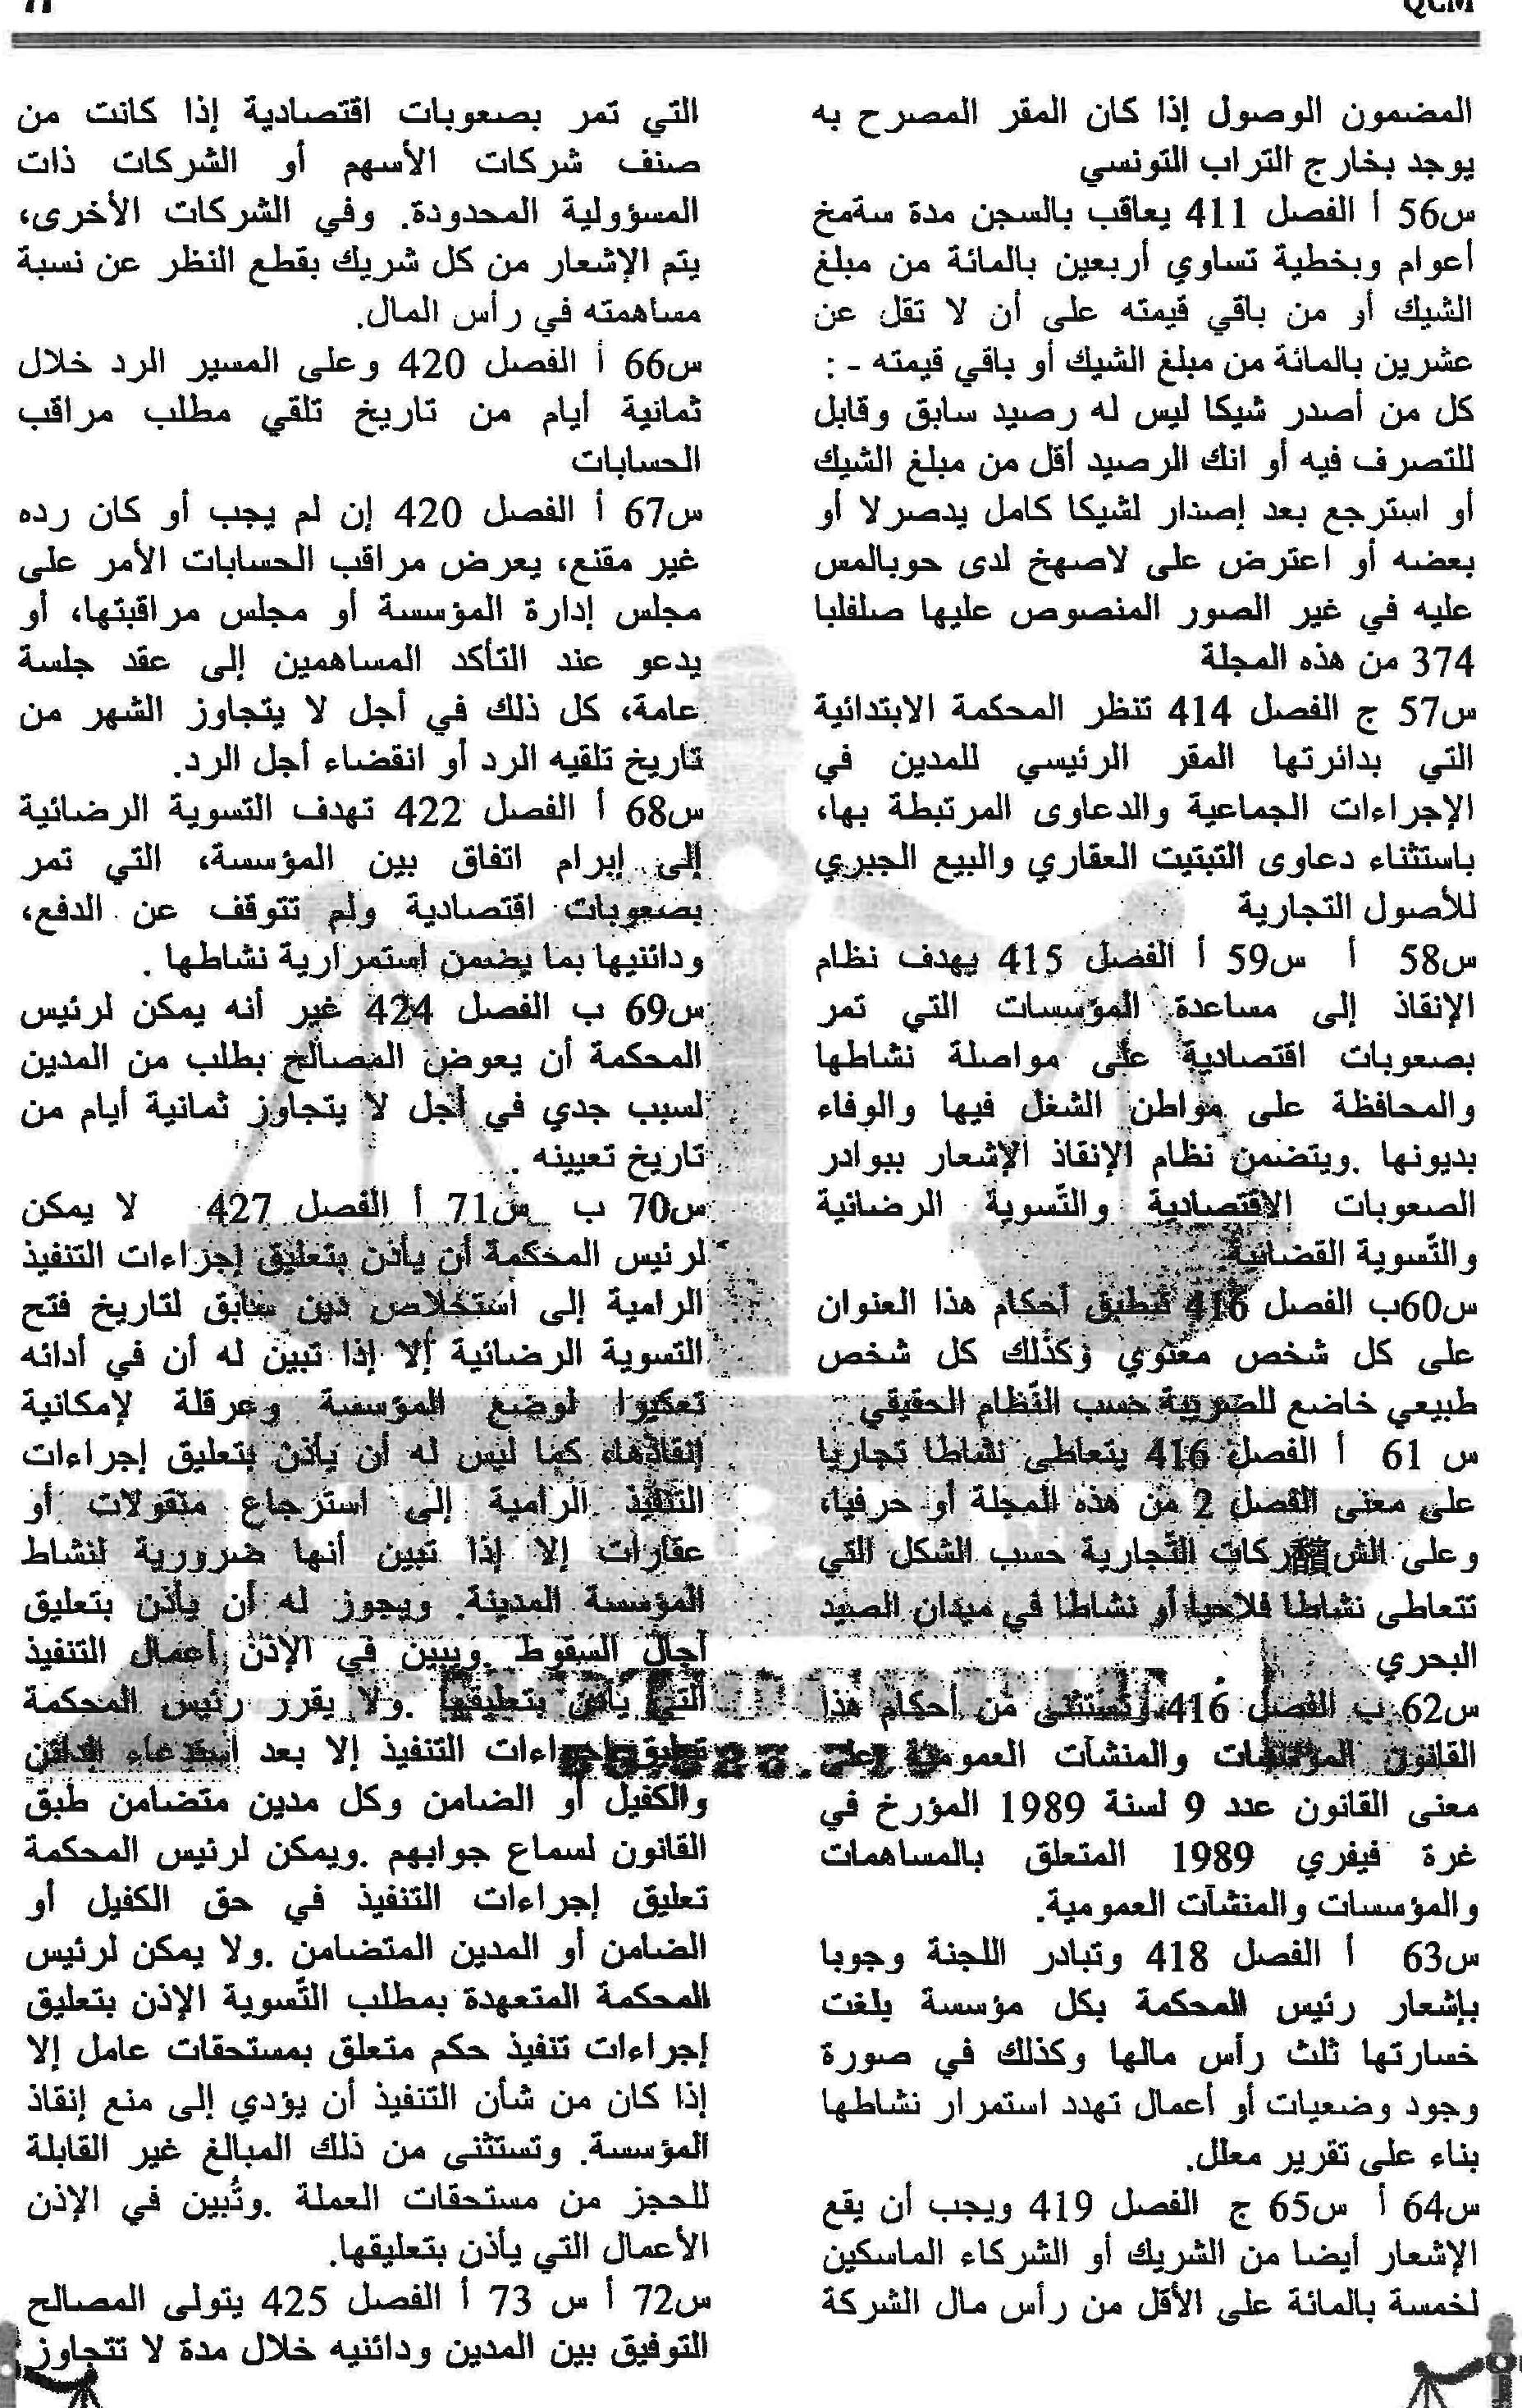 QCM
المضمون الوصول إذا كان المقر المصرح به
يوجد بخارج التراب التونسي
س56 أ الفصل 411 يعاقب بالسجن مدة سةمخ
أعوام وبخطية تساوي أربعين بالمائة من مبلغ
الشيك أو من باقي قيمته على أن لا تقل عن
عشرين بالمائة من مبلغ الشيك أو باقي قيمته - :
كل من أصدر شيكا ليس له رصيد سابق وقابل
للتصرف فيه أو انك الرصيد أقل من مبلغ الشيك
أو استرجع بعد إصدار لشيكا كامل يدصرلا أو
بعضه أو اعترض على لاصهخ لدى حوبالمس
عليه في غير الصور المنصوص عليها صلفلبا
374 من هذه المجلة
س57 ج الفصل 414 تنظر المحكمة الابتدائية
التي بدائرتها المقر الرئيسي للمدين في
الإجراءات الجماعية والدعاوى المرتبطة بها،
باستثناء دعاوى التبتيت العقاري والبيع الجبري
للأصول التجارية
س58 أ س59 أ الفصل 415 يهدف نظام
الإنقاذ إلى مساعدة المؤسسات التي تمر
بصعوبات اقتصادية على مواصلة نشاطها
والمحافظة على مواطن الشغل فيها والوفاء
بديونها .ويتضمن نظام الإنقاذ الإشعار ببوادر
الصعوبات الاقتصادية والتّسوية الرضائية
والتّسوية القضائية
س60ب الفصل 416 تنطبق أحكام هذا العنوان
على كل شخص معنوي وكذلك كل شخص
طبيعي خاضع للضريبة حسب النّظام الحقيقي
س 61 أ الفصل 416 يتعاطى نشاطا تجاريا
على معنى الفصل 2 من هذه المجلة أو حرفيا،
وعلى الش ركات التّجارية حسب الشكل التي
تتعاطى نشاطا فلاحيا أو نشاطا في ميدان الصيد
البحري
س62 ب الفصل 416 وتستثنى من أحكام هذا
القانون المؤسسات والمنشآت العمومية على
معنى القانون عدد 9 لسنة 1989 المؤرخ في
غرة فيفري 1989 المتعلق بالمساهمات
والمؤسسات والمنشآت العمومية.
س63 أ الفصل 418 وتبادر اللجنة وجوبا
بإشعار رئيس المحكمة بكل مؤسسة بلغت
خسارتها ثلث رأس مالها وكذلك في صورة
وجود وضعيات أو أعمال تهدد استمرار نشاطها
بناء على تقرير معلل.
س64 أ س65 ج الفصل 419 ويجب أن يقع
الإشعار أيضا من الشريك أو الشركاء الماسكين
لخمسة بالمائة على الأقل من رأس مال الشركة
التي تمر بصعوبات اقتصادية إذا كانت من
صنف شركات الأسهم أو الشركات ذات
المسؤولية المحدودة. وفي الشركات الأخرى،
يتم الإشعار من كل شريك بقطع النظر عن نسبة
مساهمته في رأس المال.
س66 أ الفصل 420 وعلى المسير الرد خلال
ثمانية أيام من تاريخ تلقي مطلب مراقب
الحسابات
س67 أ الفصل 420 إن لم يجب أو كان رده
غير مقنع، يعرض مراقب الحسابات الأمر على
مجلس إدارة المؤسسة أو مجلس مراقبتها، أو
يدعو عند التأكد المساهمين إلى عقد جلسة
عامة، كل ذلك في أجل لا يتجاوز الشهر من
تاريخ تلقيه الرد أو انقضاء أجل الرد.
س68 أ الفصل 422 تهدف التسوية الرضائية
إلى إبرام اتفاق بين المؤسسة، التي تمر
بصعوبات اقتصادية ولم تتوقف عن الدفع،
ودائنيها بما يضمن استمرارية نشاطها .
س69 ب الفصل 424 غير أنه يمكن لرئيس
المحكمة أن يعوض المصالح بطلب من المدين
لسبب جدي في أجل لا يتجاوز ثمانية أيام من
تاريخ تعيينه .
س70 ب س71 أ الفصل 427 لا يمكن
لرئيس المحكمة أن يأذن بتعليق إجراءات التنفيذ
الرامية إلى استخلاص دين سابق لتاريخ فتح
التسوية الرضائية إلا إذا تبين له أن في أدائه
تعكيرا لوضع المؤسسة وعرقلة لإمكانية
إنقاذها، كما ليس له أن يأذن بتعليق إجراءات
التنفيذ الرامية إلى استرجاع منقولات أو
عقارات إلا إذا تبين أنها ضرورية لنشاط
المؤسسة المدينة. ويجوز له أن يأذن بتعليق
آجال السقوط .ويبين في الإذن أعمال التنفيذ
التي يأذن بتعليقها .ولا يقرر رئيس المحكمة
تعليق إجراءات التنفيذ إلا بعد استدعاء الدائن
والكفيل أو الضامن وكل مدين متضامن طبق
القانون لسماع جوابهم .ويمكن لرئيس المحكمة
تعليق إجراءات التنفيذ في حق الكفيل أو
الضامن أو المدين المتضامن .ولا يمكن لرئيس
المحكمة المتعهدة بمطلب التّسوية الإذن بتعليق
إجراءات تنفيذ حكم متعلق بمستحقات عامل إلا
إذا كان من شأن التنفيذ أن يؤدي إلى منع إنقاذ
المؤسسة. وتستثنى من ذلك المبالغ غير القابلة
للحجز من مستحقات العملة .وتُبين في الإذن
الأعمال التي يأذن بتعليقها.
س72 أ س 73 أ الفصل 425 يتولى المصالح
التوفيق بين المدين ودائنيه خلال مدة لا تتجاوز